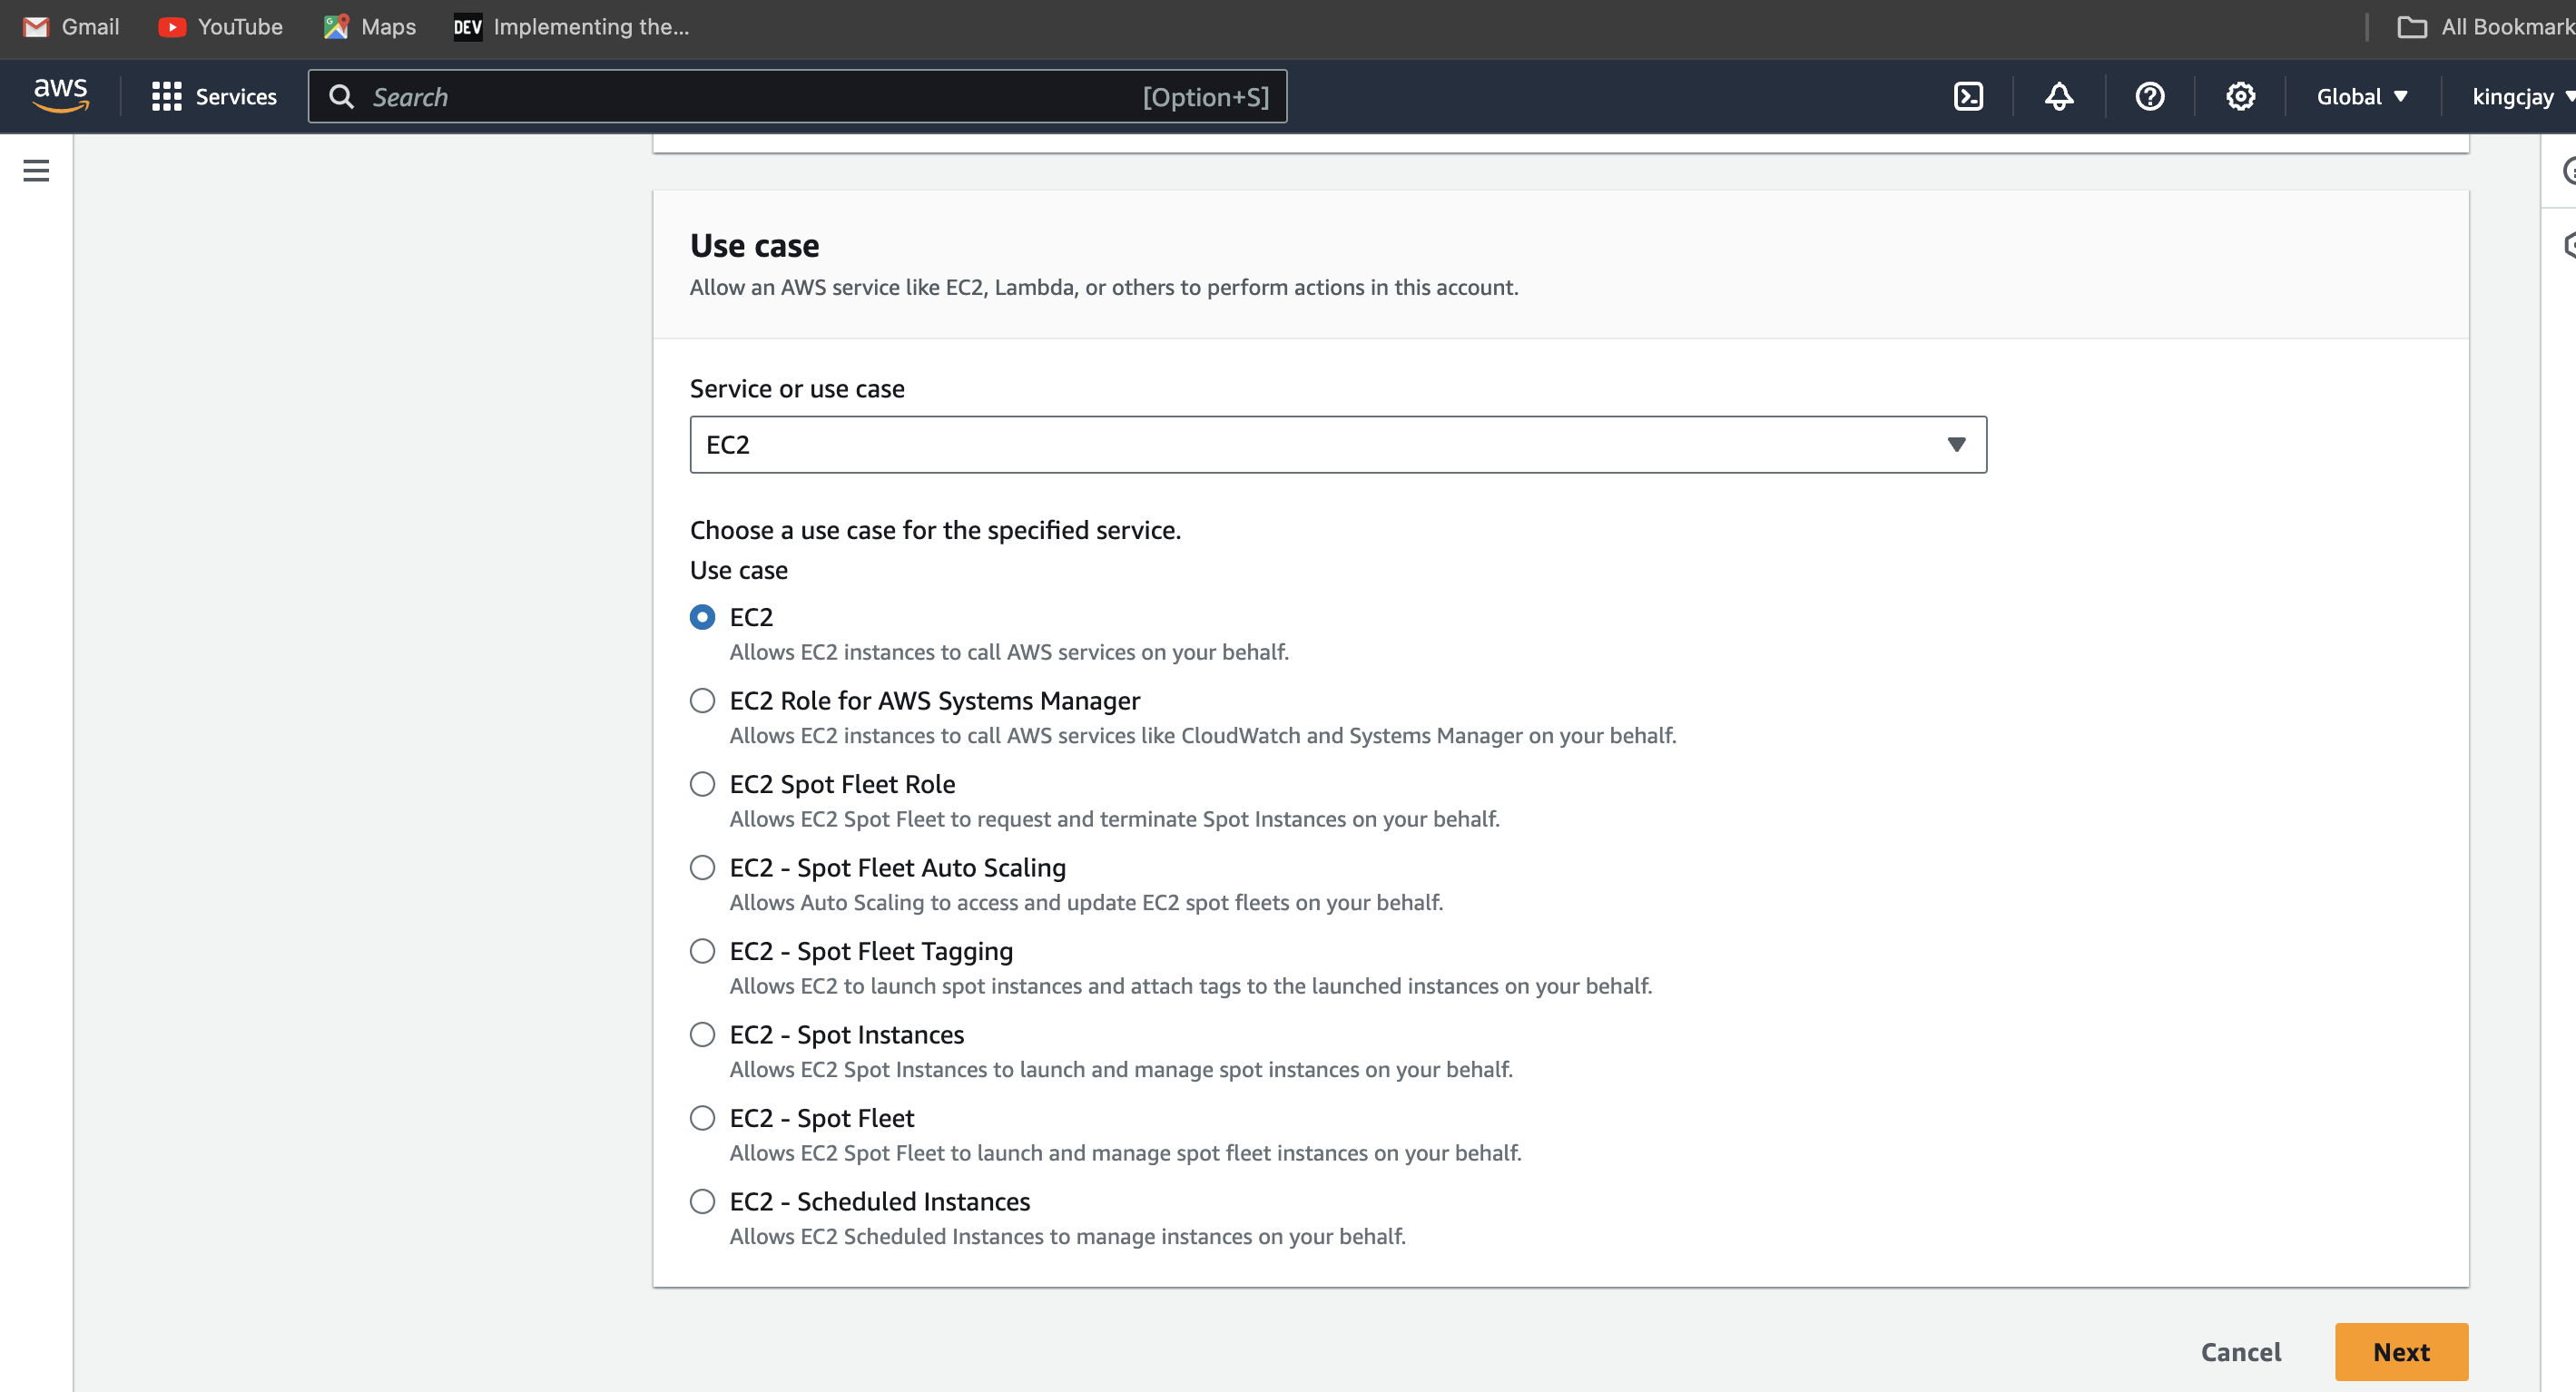 Gmail YouTube Maps DEV Implementing the... All Bookmark
aws Services Search [Option+S] Global kingcjay
Use case
Allow an AWS service like EC2, Lambda, or others to perform actions in this account.
Service or use case
EC2
Choose a use case for the specified service.
Use case
EC2
Allows EC2 instances to call AWS services on your behalf.
EC2 Role for AWS Systems Manager
Allows EC2 instances to call AWS services like CloudWatch and Systems Manager on your behalf.
EC2 Spot Fleet Role
Allows EC2 Spot Fleet to request and terminate Spot Instances on your behalf.
EC2 - Spot Fleet Auto Scaling
Allows Auto Scaling to access and update EC2 spot fleets on your behalf.
EC2 - Spot Fleet Tagging
Allows EC2 to launch spot instances and attach tags to the launched instances on your behalf.
EC2 - Spot Instances
Allows EC2 Spot Instances to launch and manage spot instances on your behalf.
EC2 - Spot Fleet
Allows EC2 Spot Fleet to launch and manage spot fleet instances on your behalf.
EC2 - Scheduled Instances
Allows EC2 Scheduled Instances to manage instances on your behalf.
Cancel Next